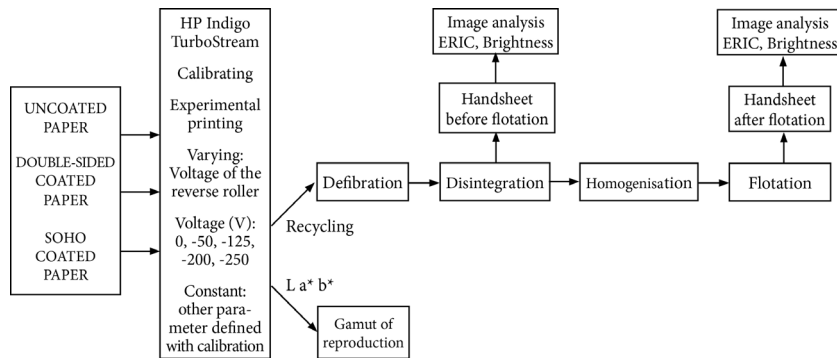 UNCOATED
PAPER
DOUBLE-SIDED
COATED
PAPER
SOHO
COATED
PAPER
HP Indigo
TurboStream
Calibrating
Experimental
printing
Varying:
Voltage of the
reverse roller
Voltage (V):
0, -50, -125,
-200, -250
Constant:
other para-
meter defined
with calibration
Recycling
L a* b*
Gamut of
reproduction
Defibration
Disintegration
Handsheet
before flotation
Image analysis
ERIC, Brightness
Homogenisation
Flotation
Handsheet
after flotation
Image analysis
ERIC, Brightness